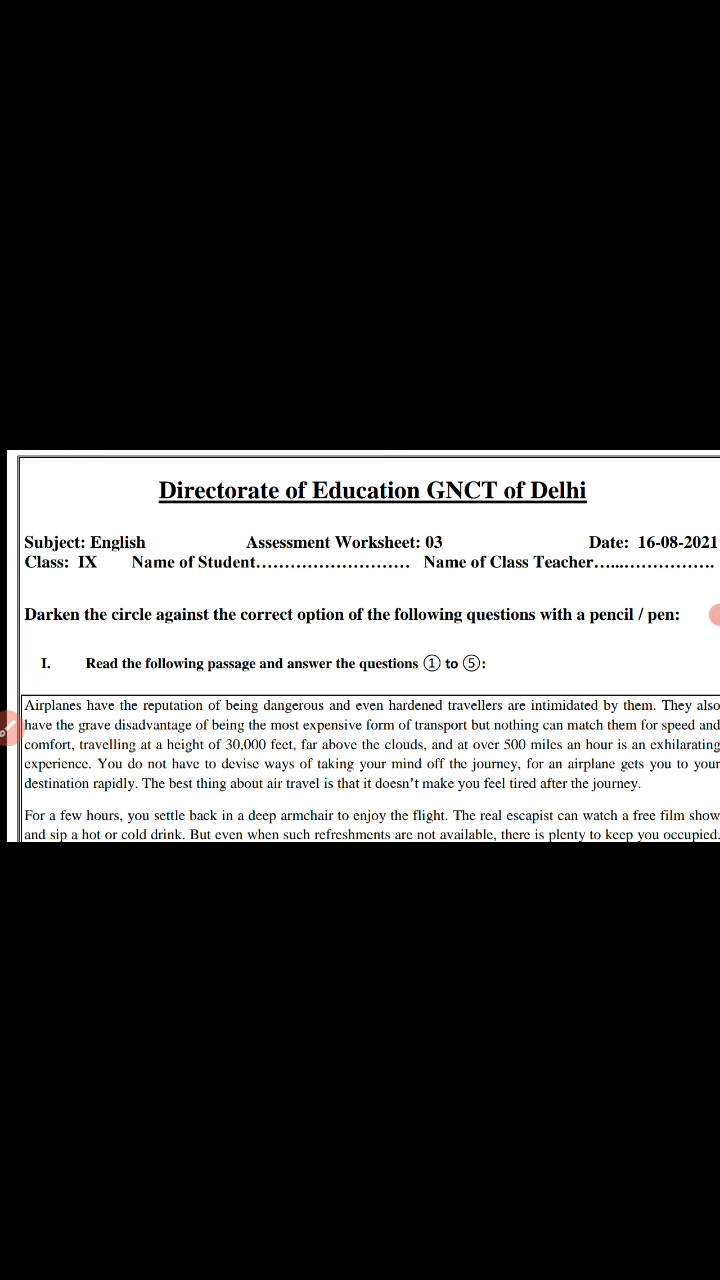 Directorate of Education GNCT of Delhi
Subject: English Assessment Worksheet: 03 Date: 16-08-2021
Class: IX Name of Student……………………… Name of Class Teacher…...…………….
Darken the circle against the correct option of the following questions with a pencil / pen:
I. Read the following passage and answer the questions ① to ⑤:
Airplanes have the reputation of being dangerous and even hardened travellers are intimidated by them. They also
have the grave disadvantage of being the most expensive form of transport but nothing can match them for speed and
comfort, travelling at a height of 30,000 feet, far above the clouds, and at over 500 miles an hour is an exhilarating
experience. You do not have to devise ways of taking your mind off the journey, for an airplane gets you to your
destination rapidly. The best thing about air travel is that it doesn’t make you feel tired after the journey.
For a few hours, you settle back in a deep armchair to enjoy the flight. The real escapist can watch a free film show
and sip a hot or cold drink. But even when such refreshments are not available, there is plenty to keep you occupied.